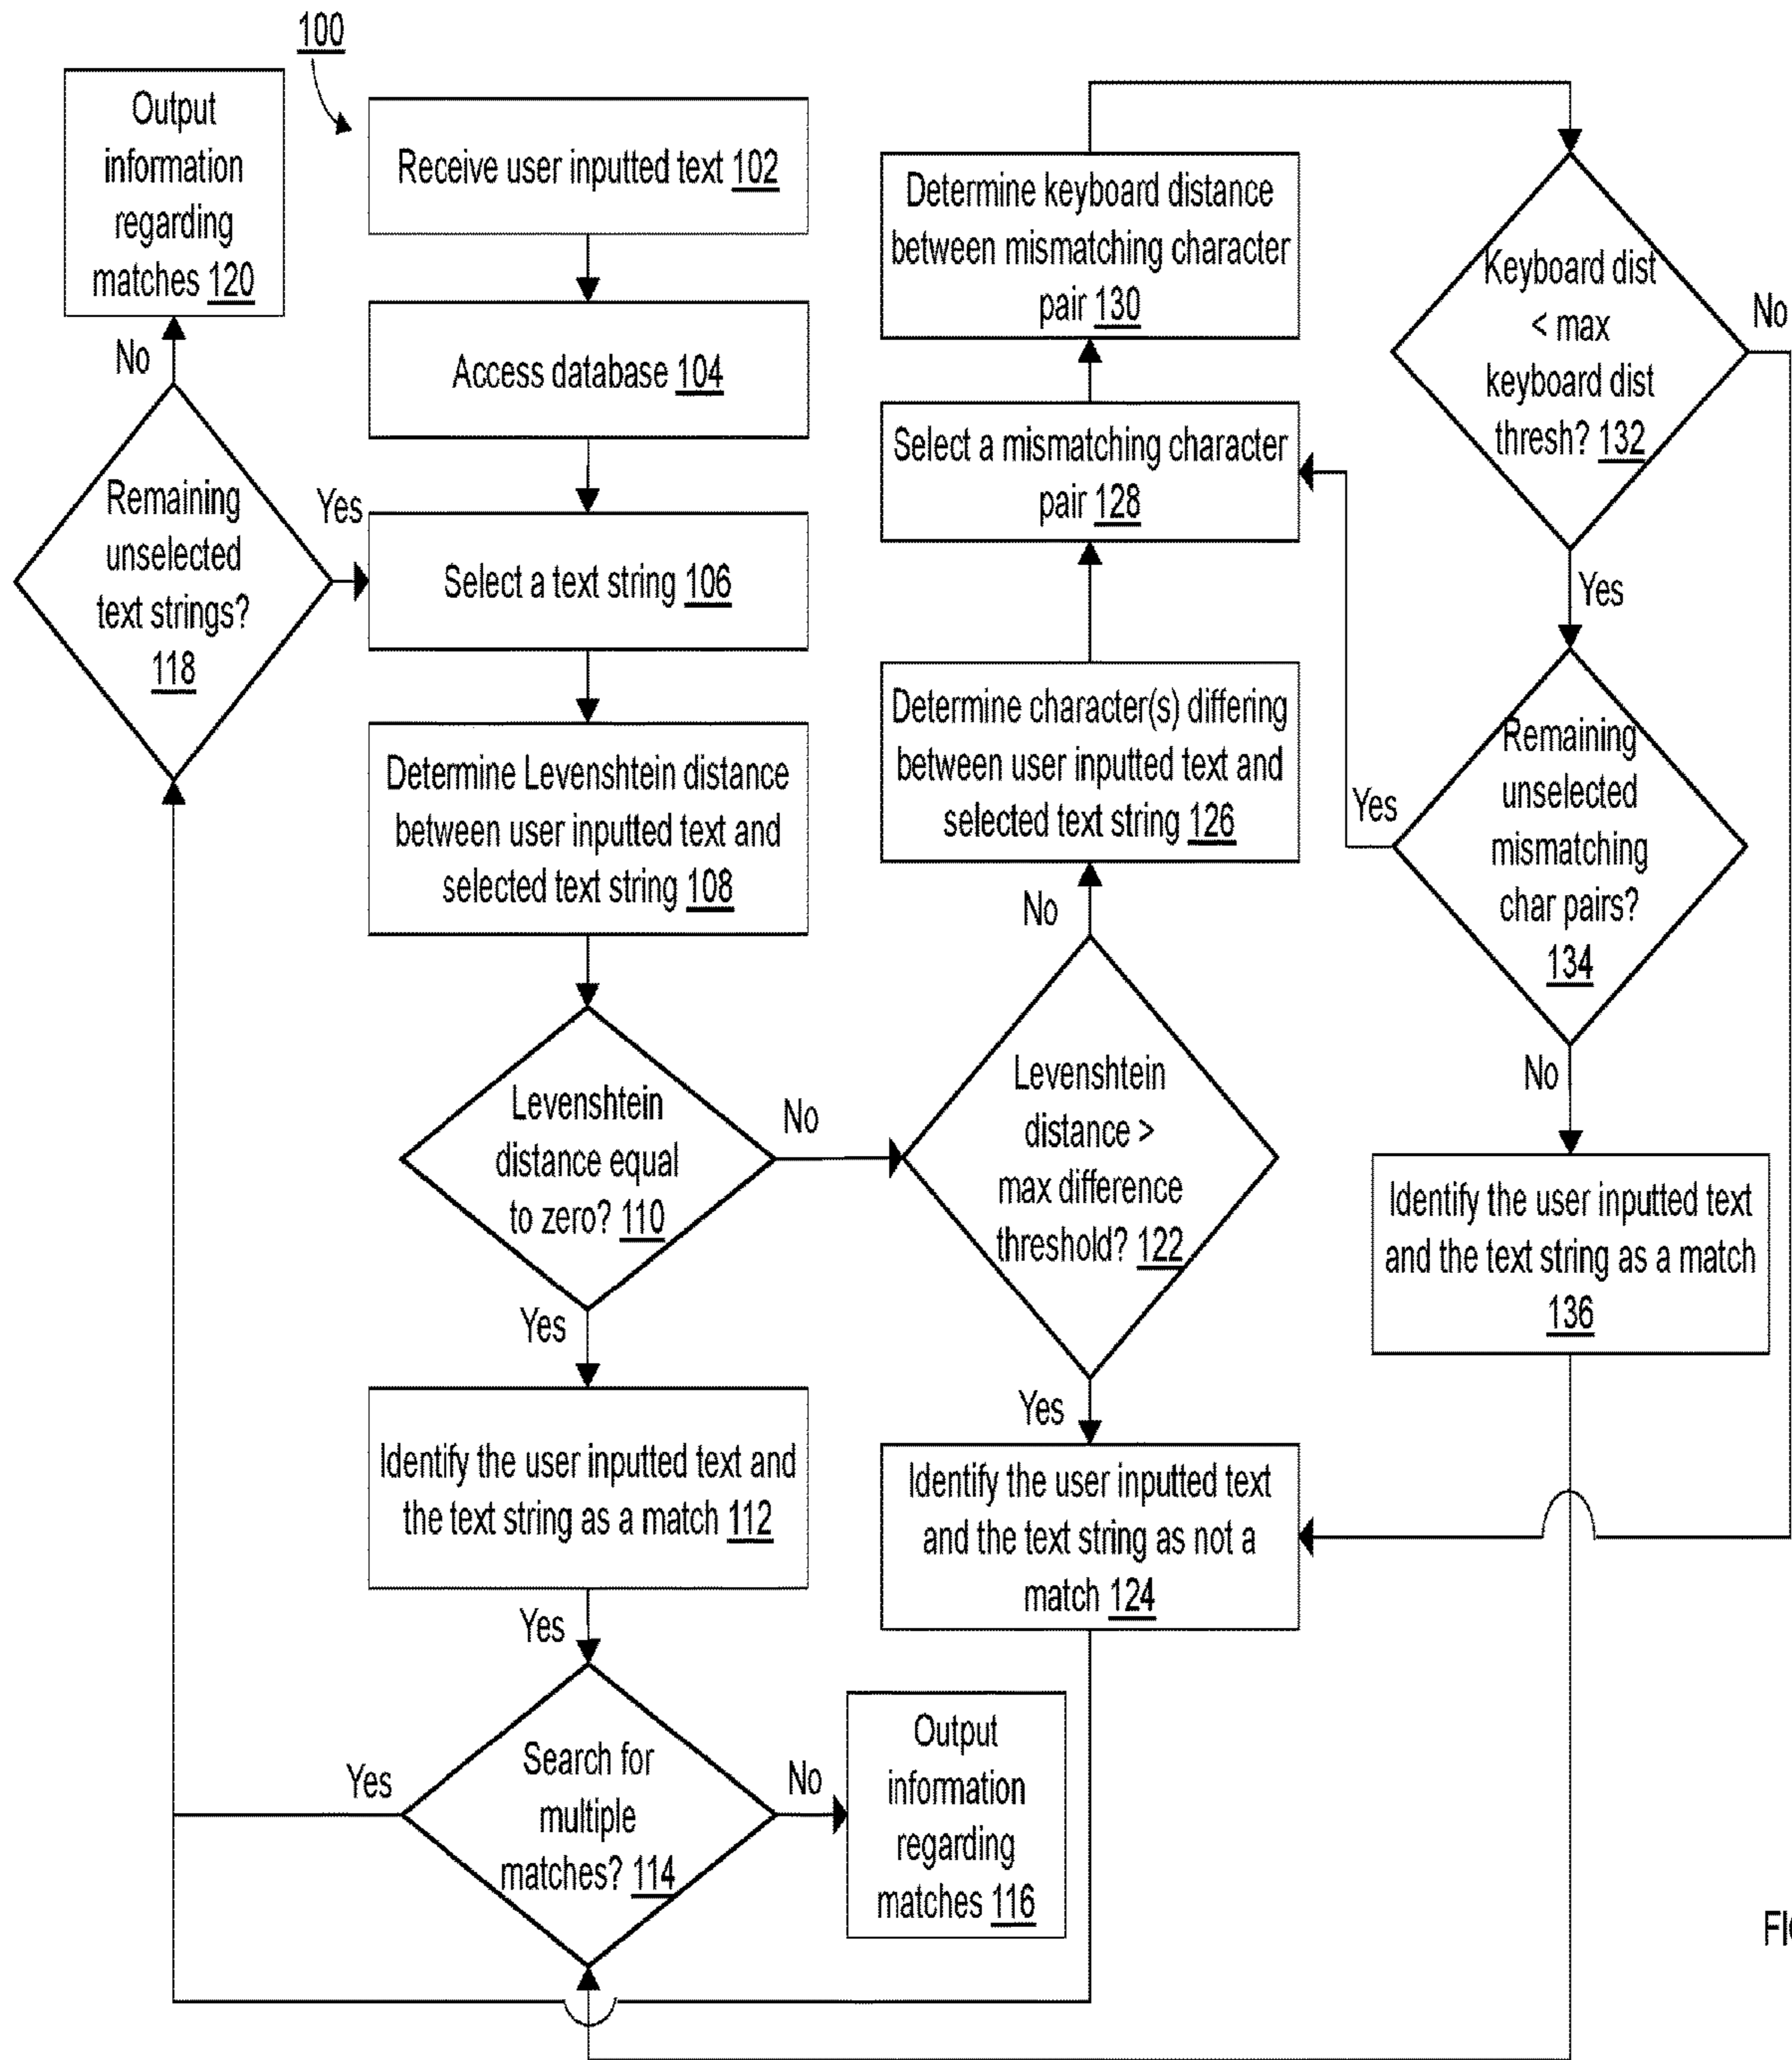 100
Output
information
regarding
matches 120
No
Remaining
unselected
text strings?
118
Yes
Receive user inputted text 102
Access database 104
Select a text string 106
Determine Levenshtein distance
between user inputted text and
selected text string 108
Levenshtein
distance equal
to zero? 110
No
Yes
Identify the user inputted text and
the text string as a match 112
Yes
Search for
multiple
matches? 114
Yes
No
Output
information
regarding
matches 116
Determine keyboard distance
between mismatching character
pair 130
Select a mismatching character
pair 128
Determine character(s) differing
between user inputted text and
selected text string 126
No
Levenshtein
distance >
max difference
threshold? 122
Yes
Identify the user inputted text
and the text string as not a
match 124
Keyboard dist
< max
keyboard dist
thresh? 132
No
Yes
Remaining
unselected
mismatching
char pairs?
134
Yes
No
Identify the user inputted text
and the text string as a match
136